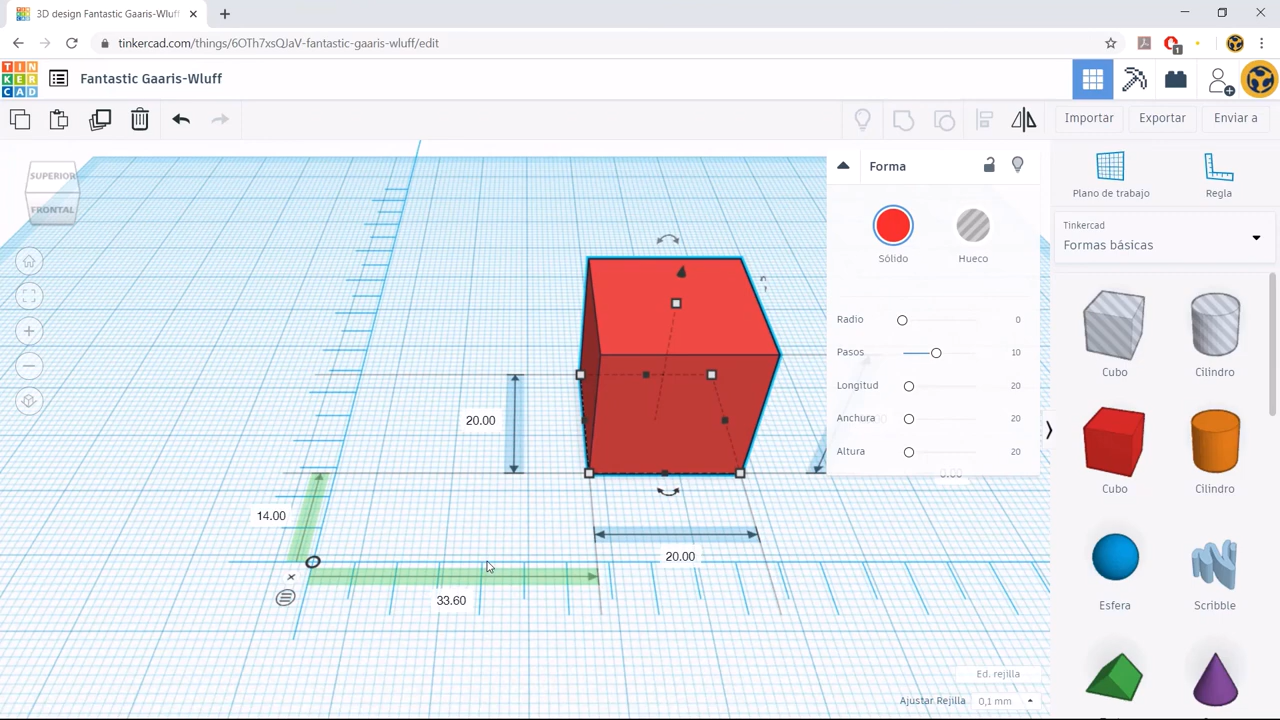 3D design Fantastic Gaaris-Wluff
tinkercad.com/things/6OTh7xsQJaV-fantastic-gaaris-wluff/edit
1
TIN
KER
CAD
Fantastic Gaaris-Wluff
Importar
Exportar
Enviar a
SUPERIOR
FRONTAL
Forma
Sólido
Hueco
Radio 0
Pasos 10
Longitud 20
Anchura 20
Altura 20
Plano de trabajo
Regla
Tinkercad
Formas básicas
Cubo
Cilindro
Cubo
Cilindro
Esfera
Scribble
20.00
0.00
14.00
20.00
33.60
Ed. rejilla
Ajustar Rejilla 0,1 mm